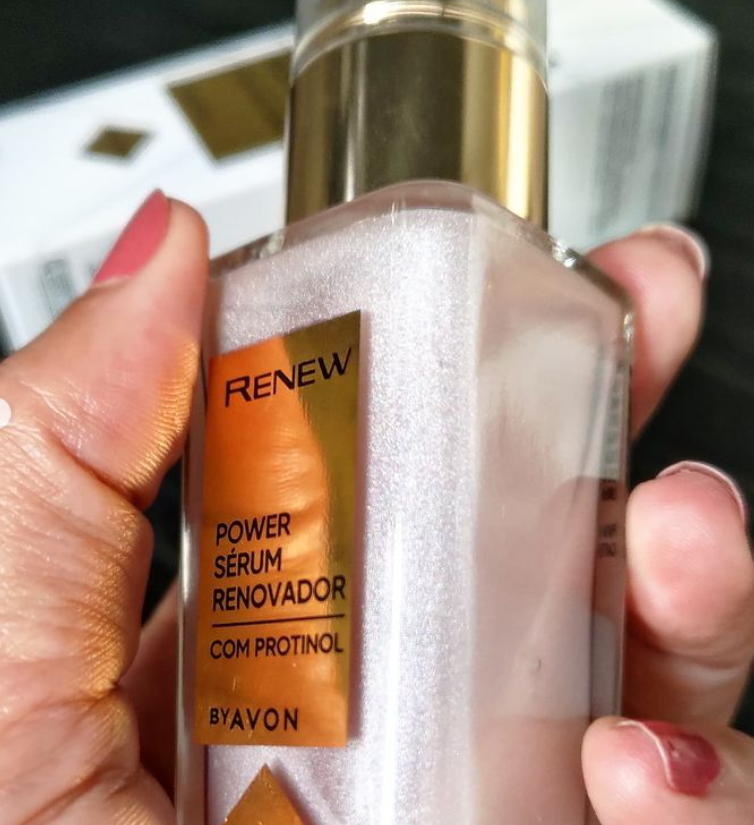 RENEW
POWER
SÉRUM
RENOVADOR
COM PROTINOL
BYAVON